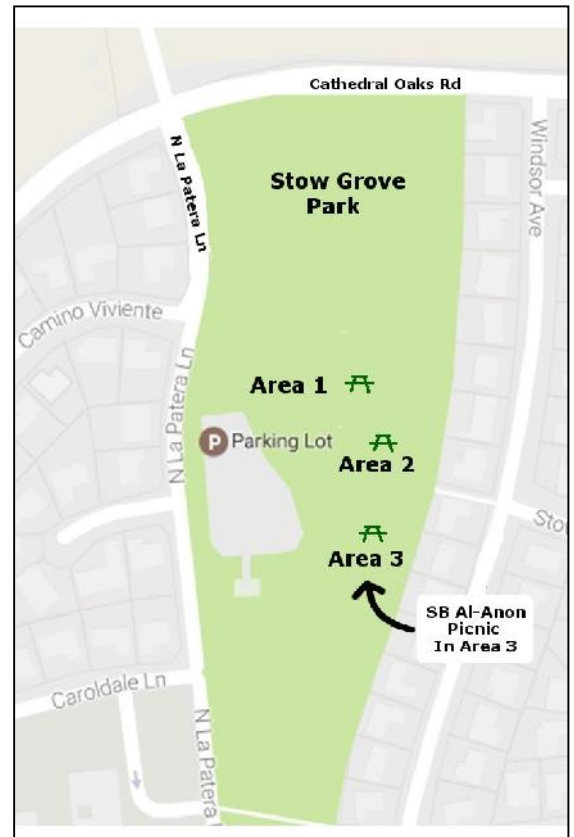 Cathedral Oaks Rd
N La Patera Ln
Windsor Ave
Stow Grove
Park
Camino Viviente
N La Patera Ln
Area 1
P Parking Lot
Area 2
Area 3
SB Al-Anon
Picnic
In Area 3
Caroldale Ln
N La Patera